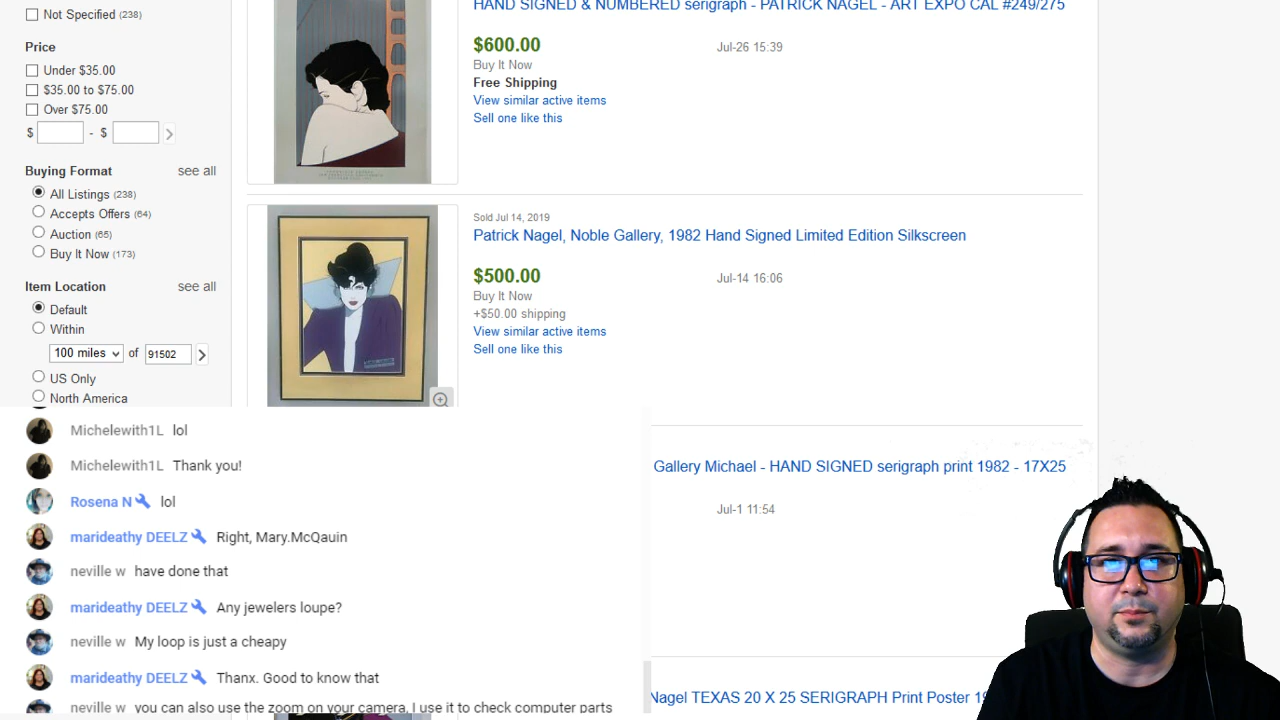 Not Specified (238)
Price
Under $35.00
$35.00 to $75.00
Over $75.00
$ - $
Buying Format see all
All Listings (238)
Accepts Offers (64)
Auction (65)
Buy It Now (173)
Item Location see all
Default
Within
100 miles of 91502
US Only
North America
HAND SIGNED & NUMBERED serigraph - PATRICK NAGEL - ART EXPO CAL #249/275
$600.00 Jul-26 15:39
Buy It Now
Free Shipping
View similar active items
Sell one like this
Sold Jul 14, 2019
Patrick Nagel, Noble Gallery, 1982 Hand Signed Limited Edition Silkscreen
$500.00 Jul-14 16:06
Buy It Now
+$50.00 shipping
View similar active items
Sell one like this
Gallery Michael - HAND SIGNED serigraph print 1982 - 17X25
Jul-1 11:54
Nagel TEXAS 20 X 25 SERIGRAPH Print Poster
Michelewith1L lol
Michelewith1L Thank you!
Rosena N lol
marideathy DEELZ Right, Mary.McQauin
neville w have done that
marideathy DEELZ Any jewelers loupe?
neville w My loop is just a cheapy
marideathy DEELZ Thanx. Good to know that
neville w you can also use the zoom on your camera, I use it to check computer parts